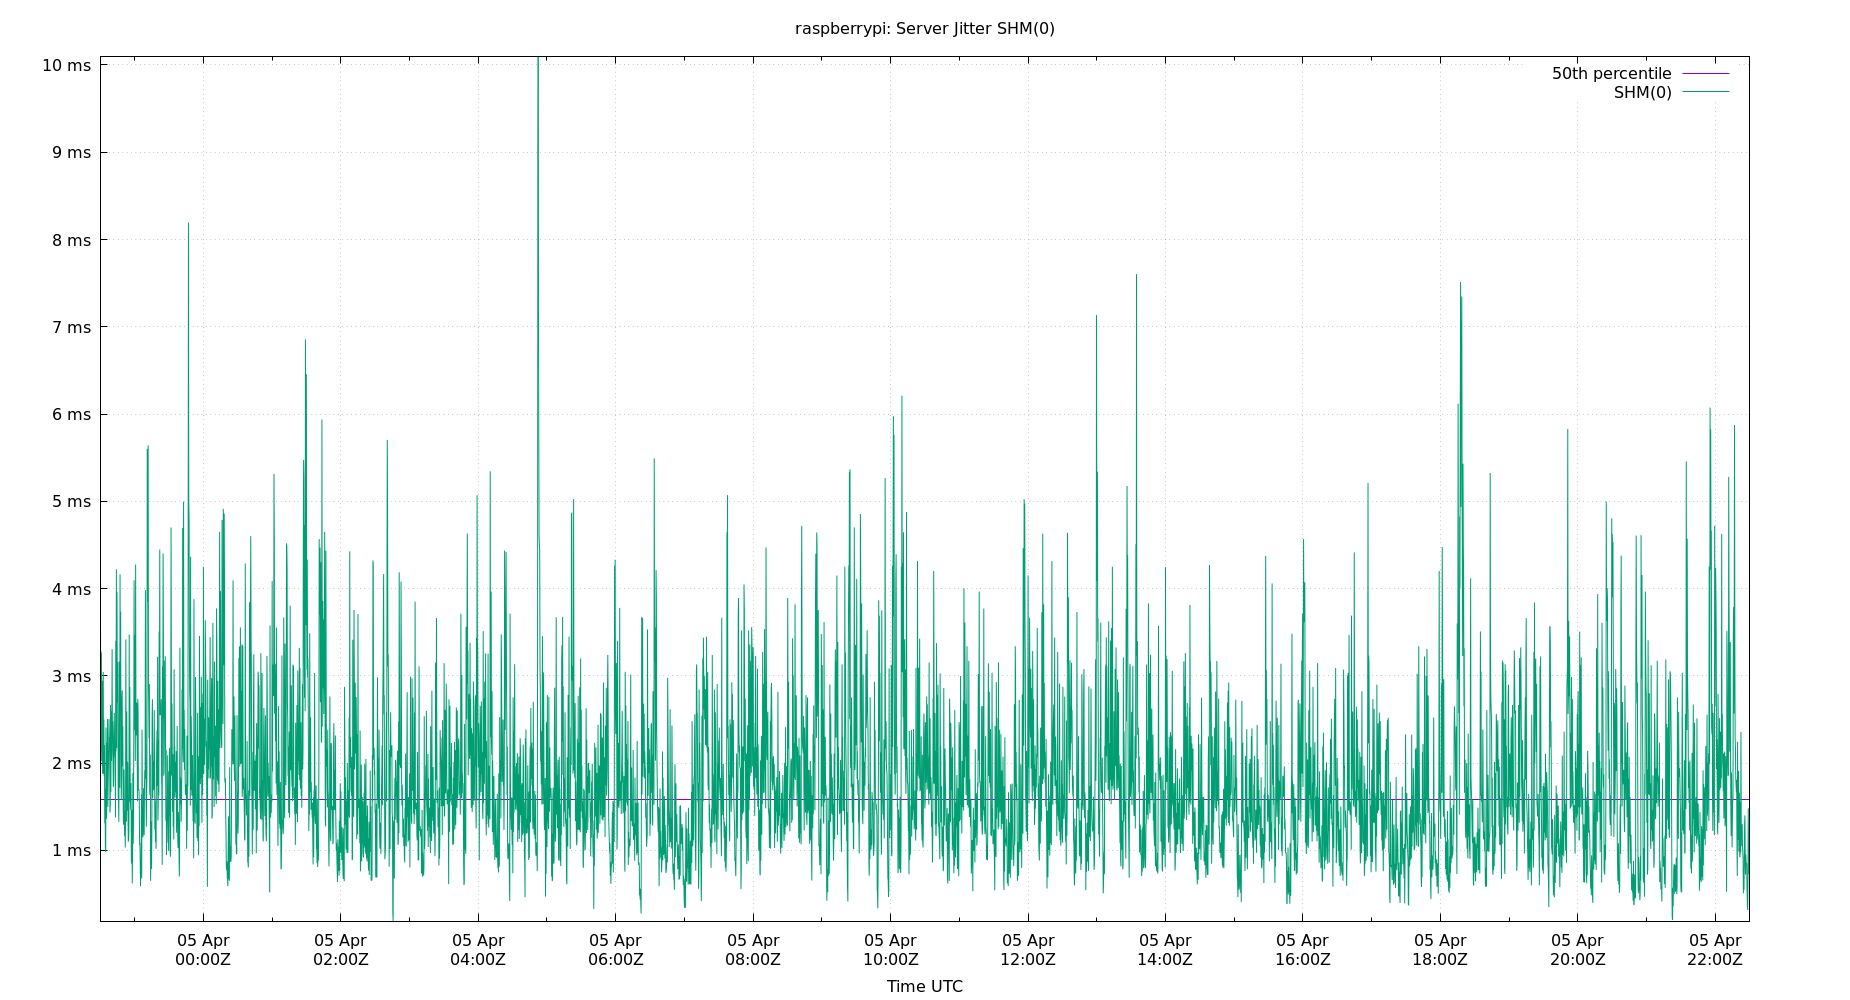 raspberrypi: Server Jitter SHM(0)
50th percentile
SHM(0)
10 ms
9 ms
8 ms
7 ms
6 ms
5 ms
4 ms
3 ms
2 ms
1 ms
05 Apr 05 Apr 05 Apr 05 Apr 05 Apr 05 Apr 05 Apr 05 Apr 05 Apr 05 Apr 05 Apr 05 Apr
00:00Z 02:00Z 04:00Z 06:00Z 08:00Z 10:00Z 12:00Z 14:00Z 16:00Z 18:00Z 20:00Z 22:00Z
Time UTC